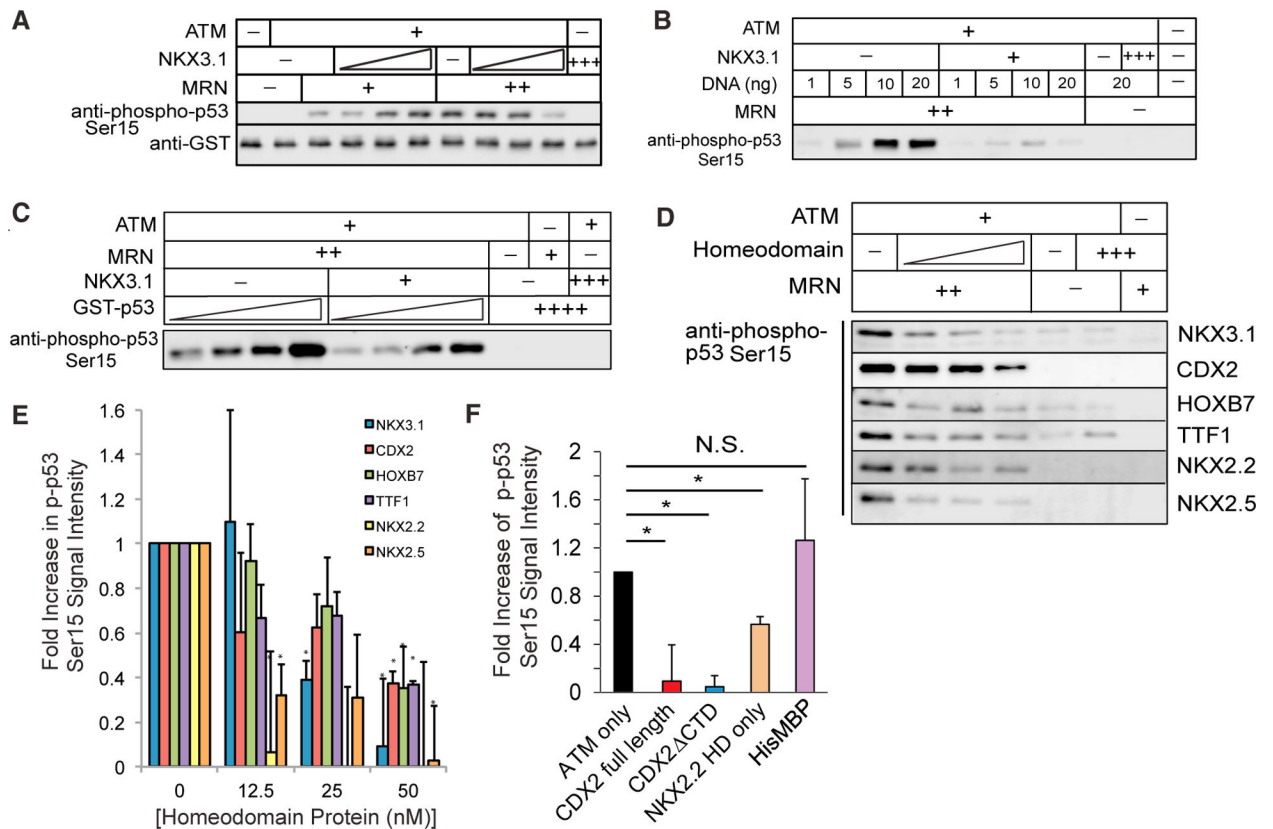 A
ATM
− + −
NKX3.1
− − +++
MRN
− + ++
anti-phospho-p53
Ser15
anti-GST
B
ATM
+ −
NKX3.1
− + − +++ −
DNA (ng)
1 5 10 20 1 5 10 20 20 −
MRN
++ −
anti-phospho-p53
Ser15
C
ATM
+ − +
MRN
++ − + −
NKX3.1
− + − +++
GST-p53
++++
anti-phospho-p53
Ser15
D
ATM
+ −
Homeodomain
− − +++
MRN
++ − +
anti-phospho-
p53 Ser15
NKX3.1
CDX2
HOXB7
TTF1
NKX2.2
NKX2.5
E
Fold Increase in p-p53
Ser15 Signal Intensity
1.6
1.4
1.2
1
0.8
0.6
0.4
0.2
0
NKX3.1
CDX2
HOXB7
TTF1
NKX2.2
NKX2.5
* * * * * * * *
0 12.5 25 50
[Homeodomain Protein (nM)]
F
Fold Increase of p-p53
Ser15 Signal Intensity
2
1.6
1.2
0.8
0.4
0
N.S.
*
*
*
ATM only
CDX2 full length
CDX2ΔCTD
NKX2.2 HD only
HisMBP